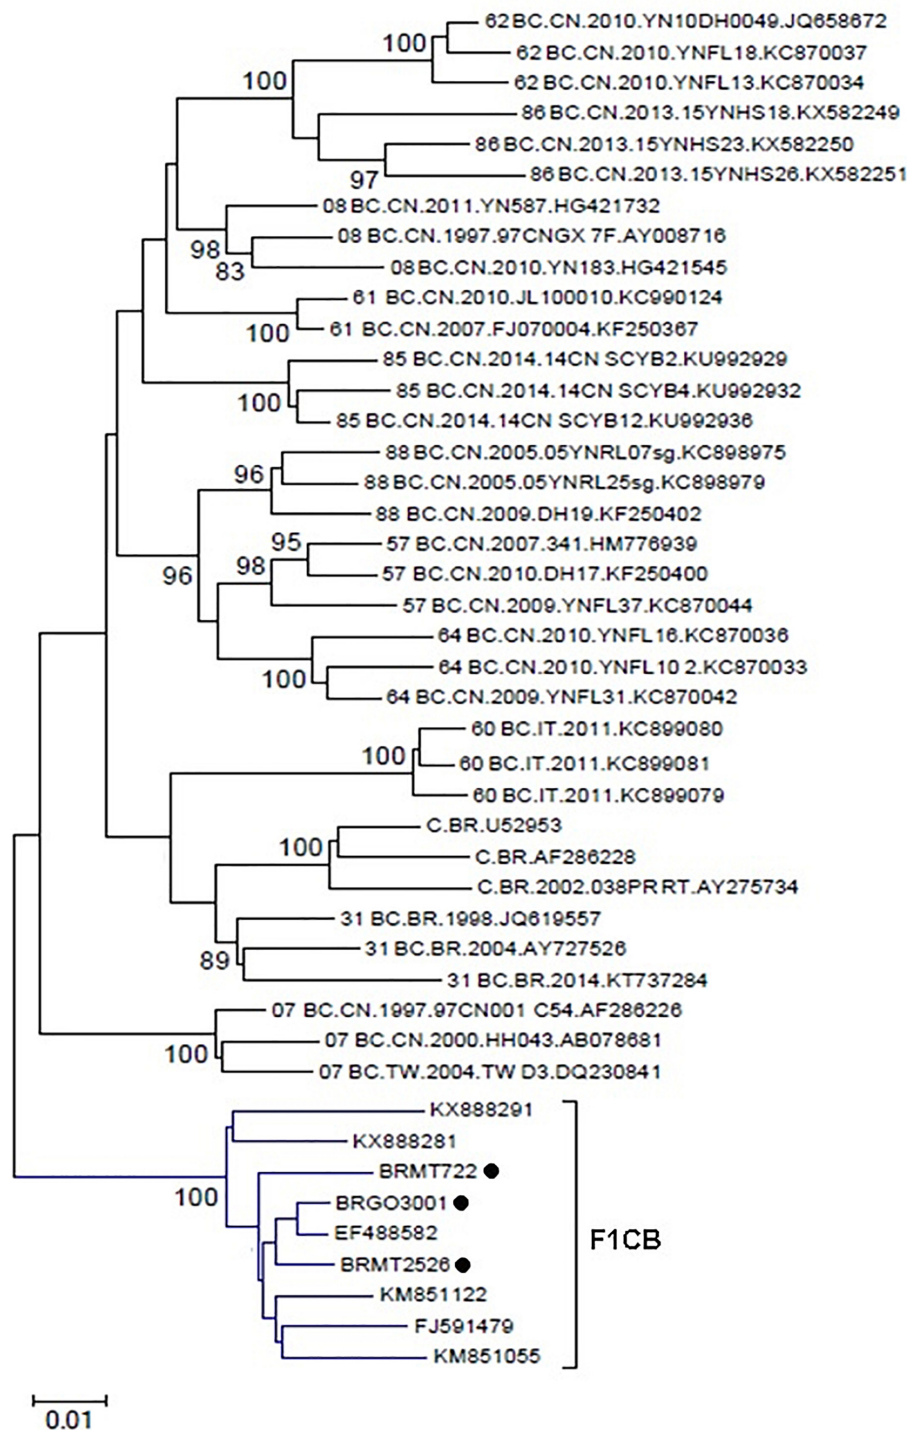 62 BC.CN.2010.YN10DH0049.JQ658672
100
62 BC.CN.2010.YNFL18.KC870037
100
62 BC.CN.2010.YNFL13.KC870034
86 BC.CN.2013.15YNHS18.KX582249
86 BC.CN.2013.15YNHS23.KX582250
97
86 BC.CN.2013.15YNHS26.KX582251
08 BC.CN.2011.YN587.HG421732
98
08 BC.CN.1997.97CNGX 7F.AY008716
83
08 BC.CN.2010.YN183.HG421545
61 BC.CN.2010.JL100010.KC990124
100
61 BC.CN.2007.FJ070004.KF250367
85 BC.CN.2014.14CN SCYB2.KU992929
85 BC.CN.2014.14CN SCYB4.KU992932
100
85 BC.CN.2014.14CN SCYB12.KU992936
88 BC.CN.2005.05YNRL07sg.KC898975
96
88 BC.CN.2005.05YNRL25sg.KC898979
88 BC.CN.2009.DH19.KF250402
95
57 BC.CN.2007.341.HM776939
98
57 BC.CN.2010.DH17.KF250400
96
57 BC.CN.2009.YNFL37.KC870044
64 BC.CN.2010.YNFL16.KC870036
64 BC.CN.2010.YNFL10 2.KC870033
100
64 BC.CN.2009.YNFL31.KC870042
60 BC.IT.2011.KC899080
100
60 BC.IT.2011.KC899081
60 BC.IT.2011.KC899079
C.BR.U52953
100
C.BR.AF286228
C.BR.2002.038PRRT.AY275734
31 BC.BR.1998.JQ619557
31 BC.BR.2004.AY727526
89
31 BC.BR.2014.KT737284
07 BC.CN.1997.97CN001 C54.AF286226
07 BC.CN.2000.HH043.AB078681
100
07 BC.TW.2004.TW D3.DQ230841
KX888291
KX888281
BRMT722
100
BRGO3001
EF488582
F1CB
BRMT2526
KM851122
FJ591479
KM851055
0.01